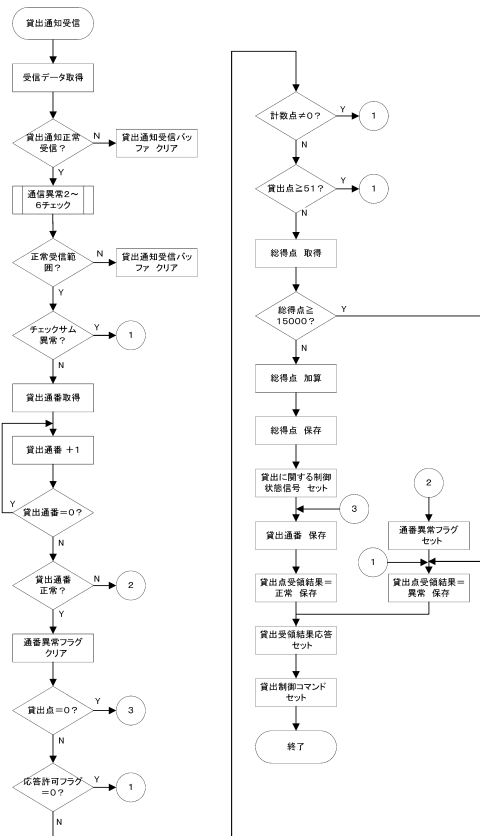 貸出通知受信
受信データ取得
貸出通知正常
受信？
N
貸出通知受信バッ
ファ クリア
Y
通信異常2～
6チェック
正常受信範
囲？
N
貸出通知受信バッ
ファ クリア
Y
チェックサム
異常？
Y
1
N
貸出通番取得
貸出通番 +1
Y
貸出通番=0？
N
貸出通番
正常？
N
2
Y
通番異常フラグ
クリア
貸出点=0？
Y
3
N
応答許可フラグ
=0？
Y
1
N
計数点≠0？
Y
1
N
貸出点≧51？
Y
1
N
総得点 取得
総得点≧
15000？
Y
N
総得点 加算
総得点 保存
貸出に関する制御
状態信号 セット
3
貸出通番 保存
2
通番異常フラグ
セット
1
貸出点受領結果=
正常 保存
貸出点受領結果=
異常 保存
貸出受領結果応答
セット
貸出制御コマンド
セット
終了